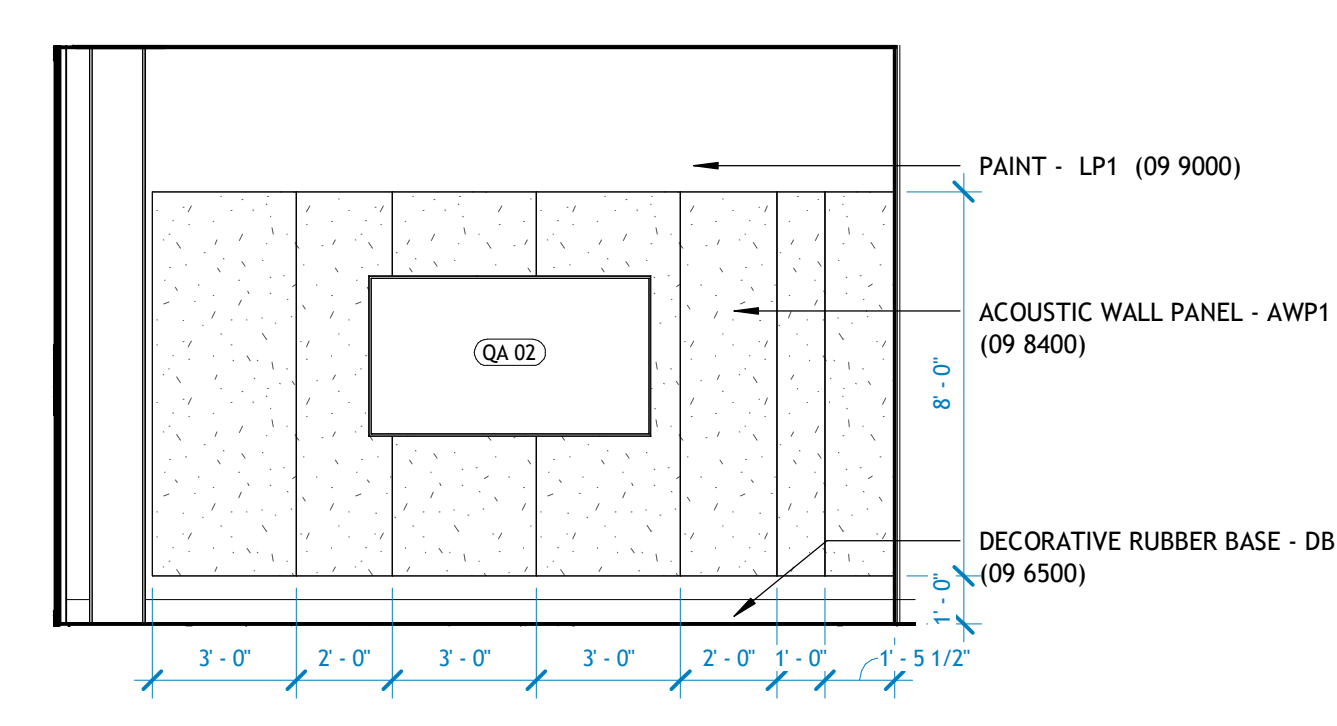 PAINT - LP1 (09 9000)
ACOUSTIC WALL PANEL - AWP1
(09 8400)
QA 02
8' - 0"
DECORATIVE RUBBER BASE - DB
(09 6500)
1' - 0"
3' - 0" 2' - 0" 3' - 0" 3' - 0" 2' - 0" 1' - 0" 1' - 5 1/2"